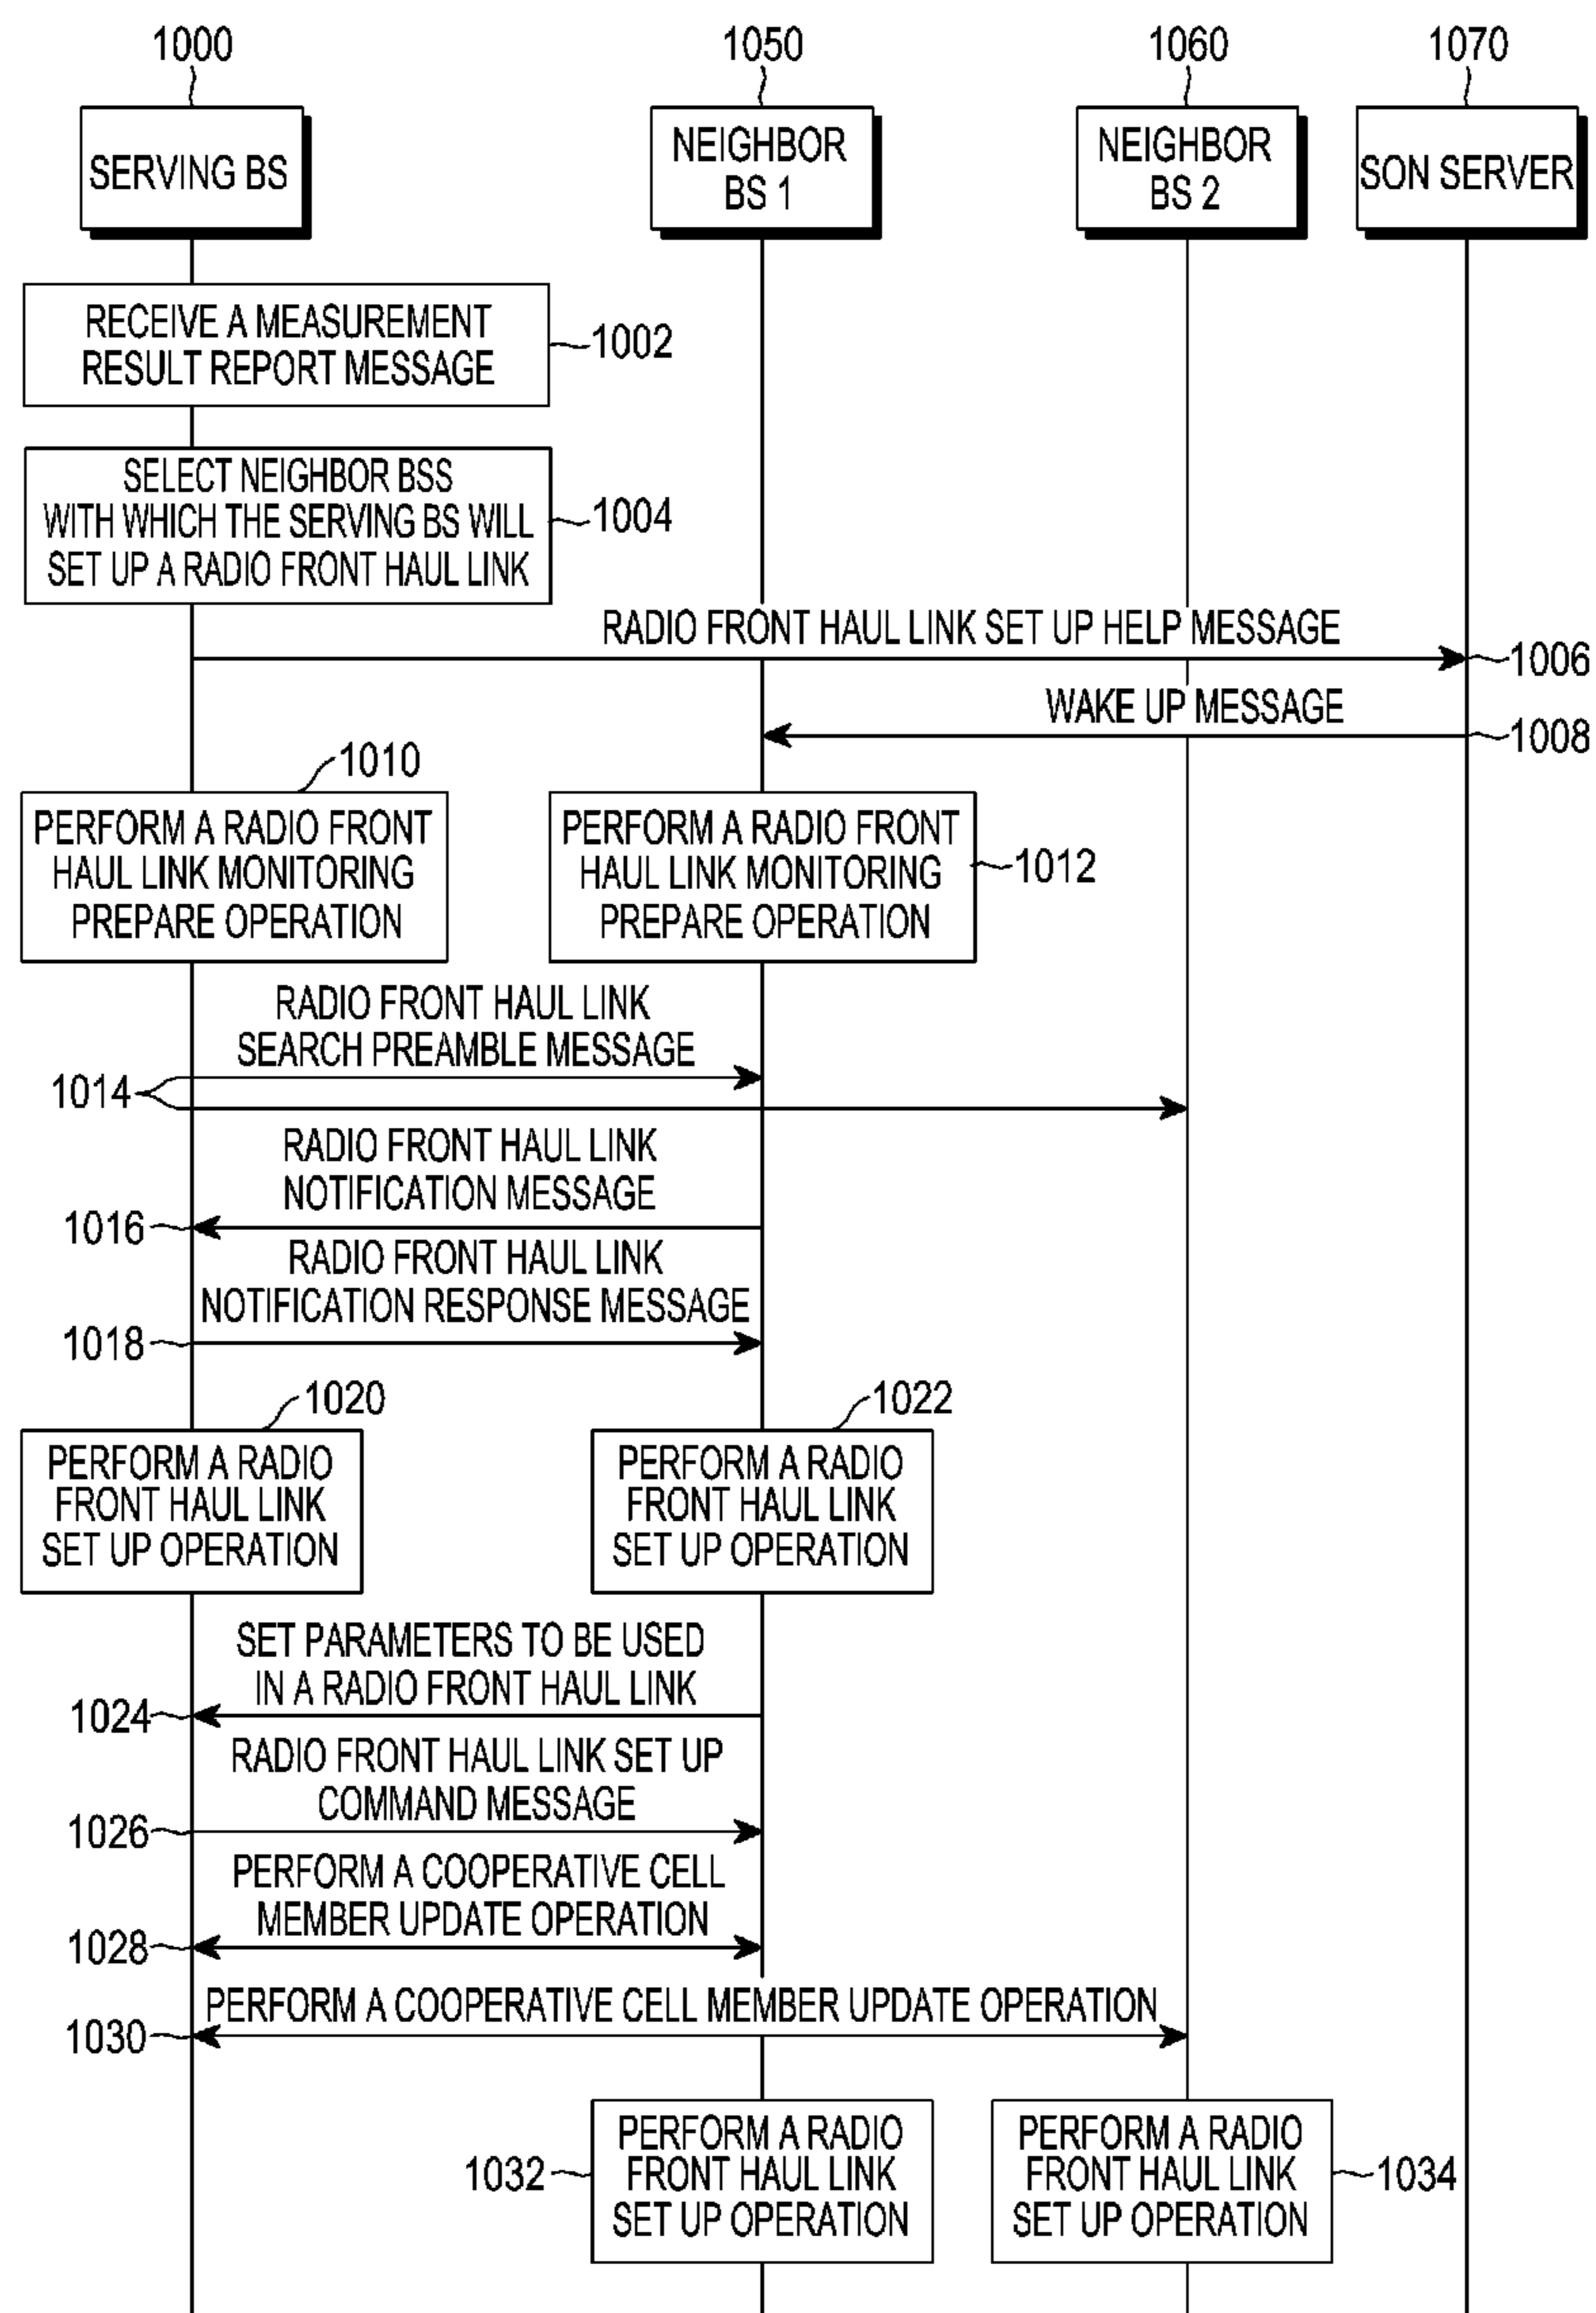 1000
1050
1060
1070
SERVING BS
NEIGHBOR
BS 1
NEIGHBOR
BS 2
SON SERVER
RECEIVE A MEASUREMENT
RESULT REPORT MESSAGE
1002
SELECT NEIGHBOR BSS
WITH WHICH THE SERVING BS WILL
SET UP A RADIO FRONT HAUL LINK
1004
RADIO FRONT HAUL LINK SET UP HELP MESSAGE
1006
WAKE UP MESSAGE
1008
1010
PERFORM A RADIO FRONT
HAUL LINK MONITORING
PREPARE OPERATION
PERFORM A RADIO FRONT
HAUL LINK MONITORING
PREPARE OPERATION
1012
RADIO FRONT HAUL LINK
SEARCH PREAMBLE MESSAGE
1014
RADIO FRONT HAUL LINK
NOTIFICATION MESSAGE
1016
RADIO FRONT HAUL LINK
NOTIFICATION RESPONSE MESSAGE
1018
1020
1022
PERFORM A RADIO
FRONT HAUL LINK
SET UP OPERATION
PERFORM A RADIO
FRONT HAUL LINK
SET UP OPERATION
SET PARAMETERS TO BE USED
IN A RADIO FRONT HAUL LINK
1024
RADIO FRONT HAUL LINK SET UP
COMMAND MESSAGE
1026
PERFORM A COOPERATIVE CELL
MEMBER UPDATE OPERATION
1028
PERFORM A COOPERATIVE CELL MEMBER UPDATE OPERATION
1030
1032
PERFORM A RADIO
FRONT HAUL LINK
SET UP OPERATION
PERFORM A RADIO
FRONT HAUL LINK
SET UP OPERATION
1034